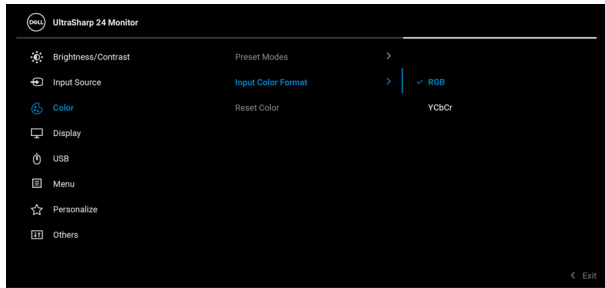 DELL UltraSharp 24 Monitor
Brightness/Contrast Preset Modes >
Input Source Input Color Format > ✓ RGB
Color Reset Color YCbCr
Display
USB
Menu
Personalize
Others
< Exit